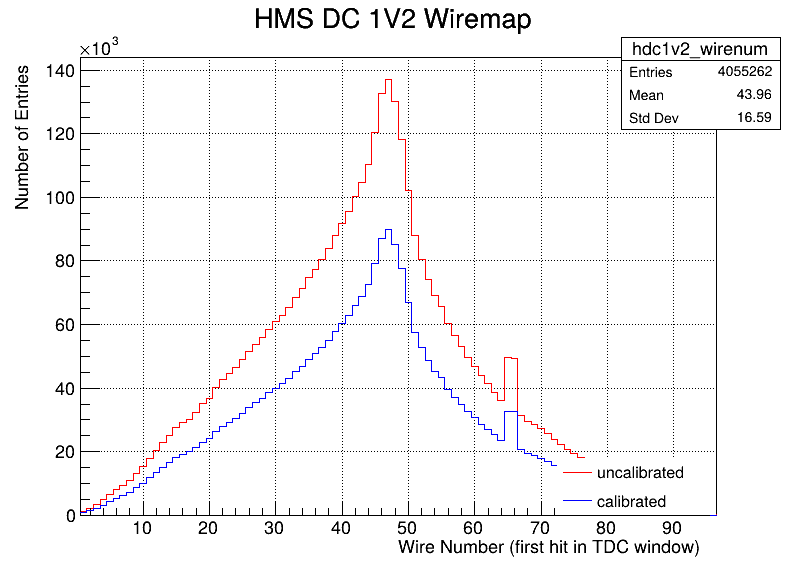 HMS DC 1V2 Wiremap
×10³
hdc1v2_wirenum
Entries 4055262
Mean 43.96
Std Dev 16.59
Number of Entries
140
120
100
80
60
40
20
0
uncalibrated
calibrated
10 20 30 40 50 60 70 80 90
Wire Number (first hit in TDC window)